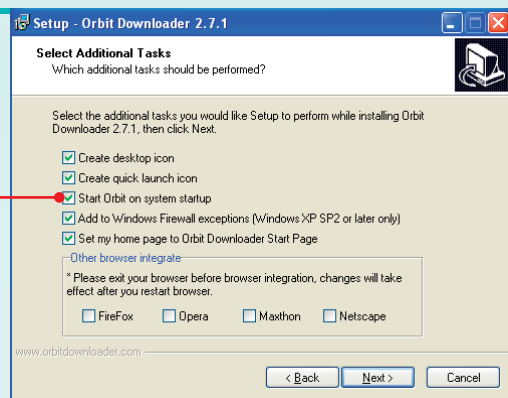 Setup - Orbit Downloader 2.7.1
Select Additional Tasks
Which additional tasks should be performed?
Select the additional tasks you would like Setup to perform while installing Orbit
Downloader 2.7.1, then click Next.
Create desktop icon
Create quick launch icon
Start Orbit on system startup
Add to Windows Firewall exceptions (Windows XP SP2 or later only)
Set my home page to Orbit Downloader Start Page
Other browser integrate
* Please exit your browser before browser integration, changes will take
effect after you restart browser.
FireFox Opera Maxthon Netscape
www.orbitdownloader.com
< Back Next > Cancel